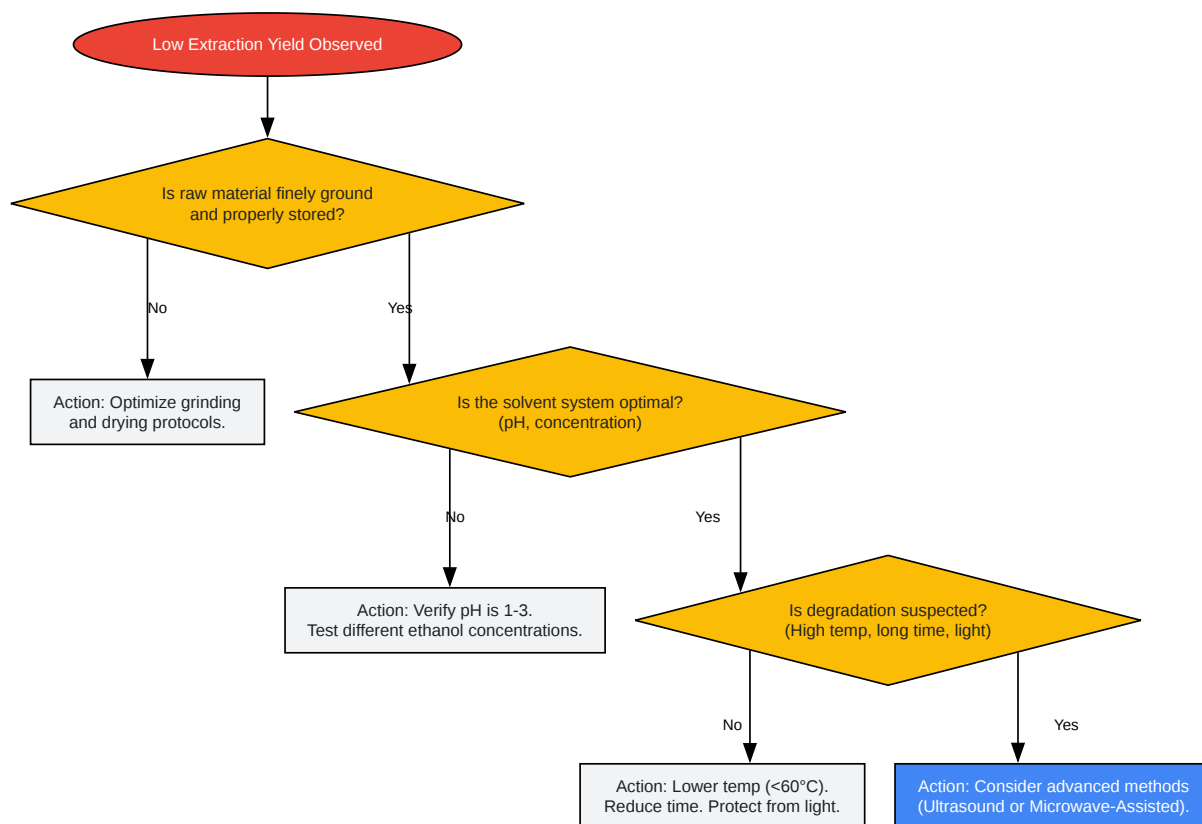 Low Extraction Yield Observed
Is raw material finely ground
and properly stored?
No
Yes
Action: Optimize grinding
and drying protocols.
Is the solvent system optimal?
(pH, concentration)
No
Yes
Action: Verify pH is 1-3.
Test different ethanol concentrations.
Is degradation suspected?
(High temp, long time, light)
No
Yes
Action: Lower temp (<60°C).
Reduce time. Protect from light.
Action: Consider advanced methods
(Ultrasound or Microwave-Assisted).